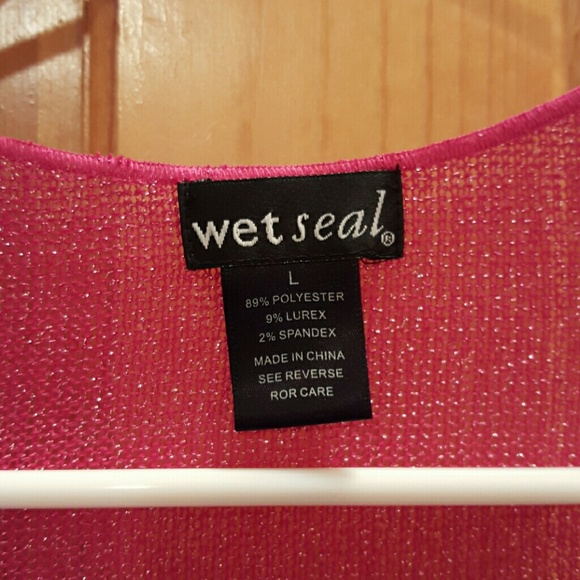 wet seal®
L
89% POLYESTER
9% LUREX
2% SPANDEX
MADE IN CHINA
SEE REVERSE
ROR CARE